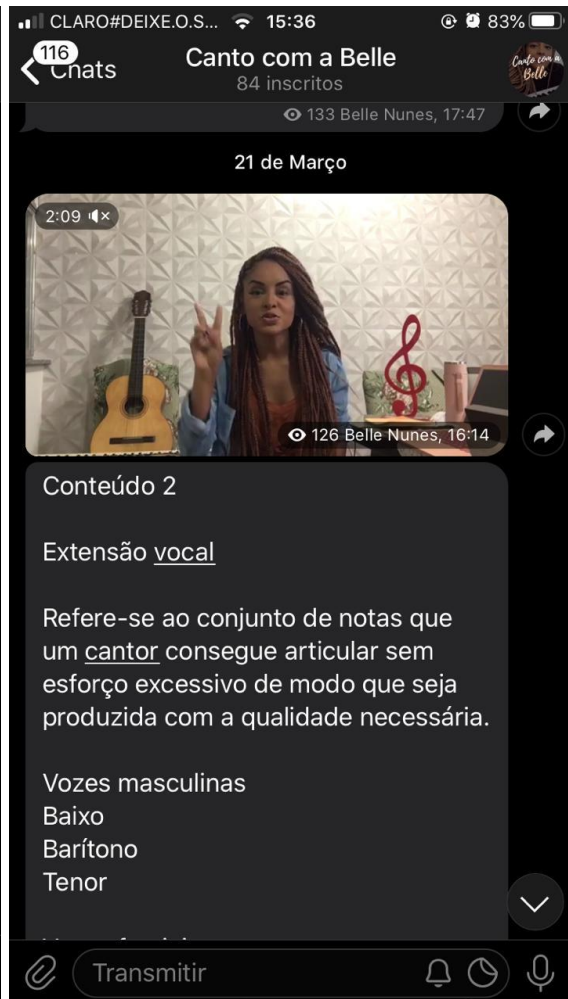 CLARO#DEIXE.O.S... 15:36 83%
116
Chats
Canto com a Belle
84 inscritos
Canto com a
Belle
133 Belle Nunes, 17:47
21 de Março
2:09
126 Belle Nunes, 16:14
Conteúdo 2
Extensão vocal
Refere-se ao conjunto de notas que
um cantor consegue articular sem
esforço excessivo de modo que seja
produzida com a qualidade necessária.
Vozes masculinas
Baixo
Barítono
Tenor
Transmitir